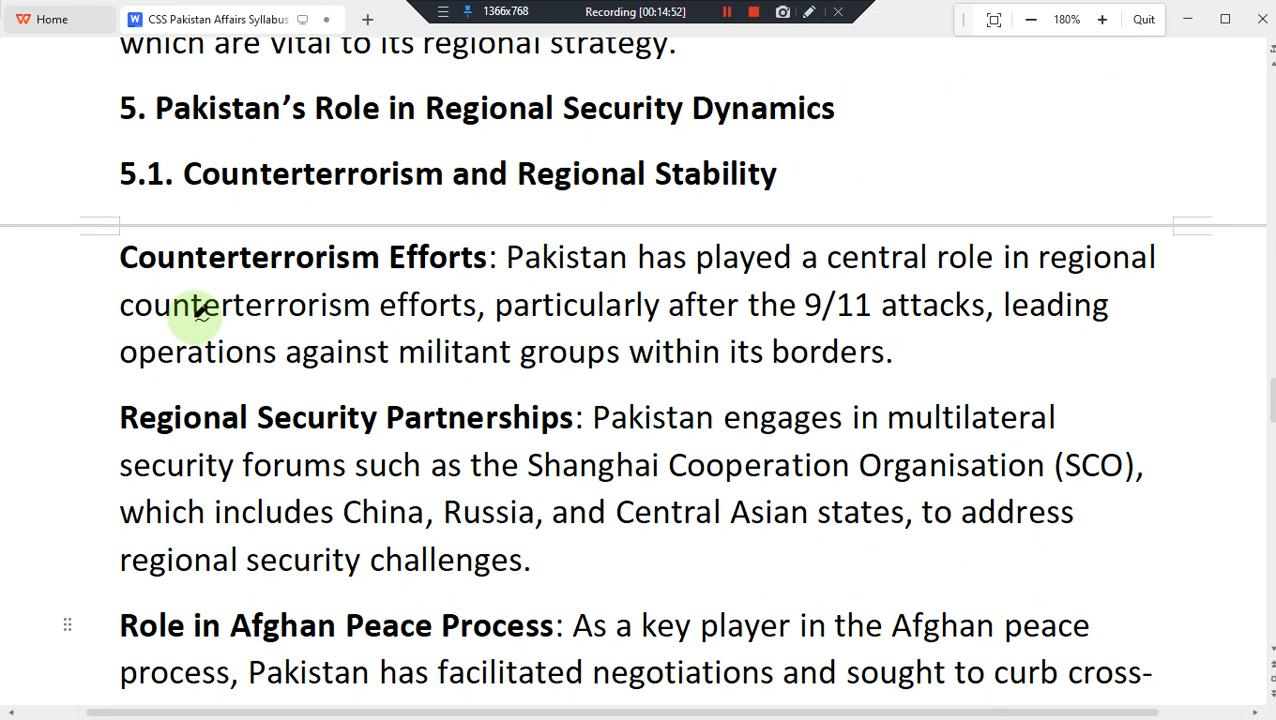 Home
CSS Pakistan Affairs Syllabus
1366x768
Recording [00:14:52]
180%
Quit
which are vital to its regional strategy.
5. Pakistan’s Role in Regional Security Dynamics
5.1. Counterterrorism and Regional Stability
Counterterrorism Efforts: Pakistan has played a central role in regional
counterterrorism efforts, particularly after the 9/11 attacks, leading
operations against militant groups within its borders.
Regional Security Partnerships: Pakistan engages in multilateral
security forums such as the Shanghai Cooperation Organisation (SCO),
which includes China, Russia, and Central Asian states, to address
regional security challenges.
Role in Afghan Peace Process: As a key player in the Afghan peace
process, Pakistan has facilitated negotiations and sought to curb cross-